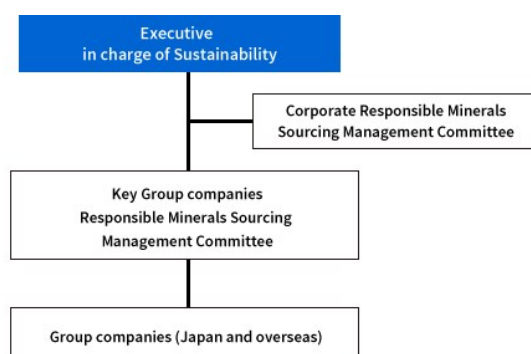 Executive
in charge of Sustainability
Corporate Responsible Minerals
Sourcing Management Committee
Key Group companies
Responsible Minerals Sourcing
Management Committee
Group companies (Japan and overseas)